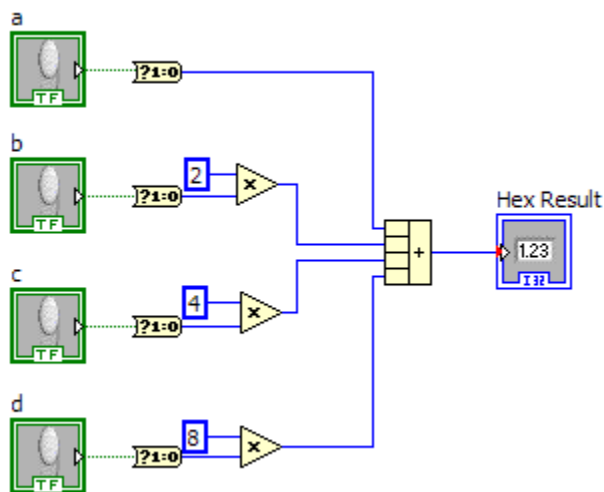 a
TF
?1:0
b
TF
?1:0
2
x
Hex Result
+
1.23
I32
c
TF
?1:0
4
x
d
TF
?1:0
8
x